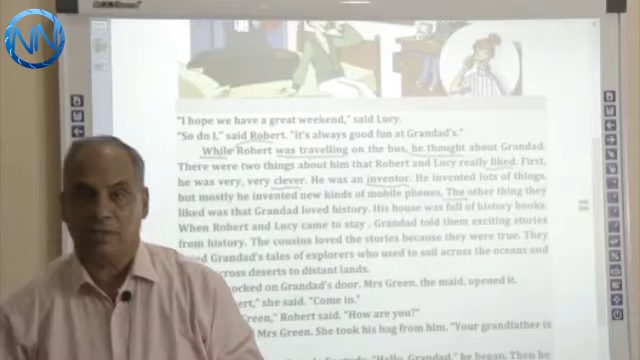 NN
"I hope we have a great weekend," said Lucy.
"So do I," said Robert. "It's always good fun at Grandad's."
While Robert was travelling on the bus, he thought about Grandad.
There were two things about him that Robert and Lucy really liked. First,
he was very, very clever. He was an inventor. He invented lots of things,
but mostly he invented new kinds of mobile phones. The other thing they
liked was that Grandad loved history. His house was full of history books.
When Robert and Lucy came to stay . Grandad told them exciting stories
from history. The cousins loved the stories because they were true. They
Grandad's tales of explorers who used to sail across the oceans and
across deserts to distant lands.
knocked on Grandad's door. Mrs Green, the maid, opened it.
she said. "Come in."
Green," Robert said. "How are you?"
Mrs Green. She took his bag from him. "Your grandfather is
study. "Hello, Grandad," he began. Then he